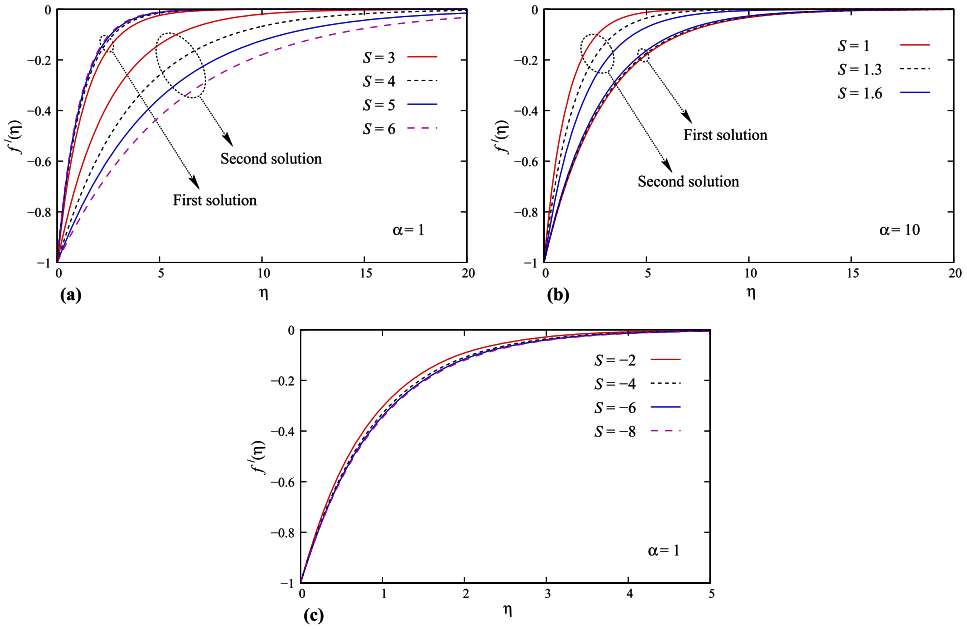 0
−0.2
−0.4
−0.6
−0.8
−1
f′(η)
S = 3
S = 4
S = 5
S = 6
Second solution
First solution
α = 1
0 5 10 15 20
(a) η
0
−0.2
−0.4
−0.6
−0.8
−1
f′(η)
S = 1
S = 1.3
S = 1.6
First solution
Second solution
α = 10
0 5 10 15 20
(b) η
0
−0.2
−0.4
−0.6
−0.8
−1
f′(η)
S = −2
S = −4
S = −6
S = −8
α = 1
0 1 2 3 4 5
(c) η